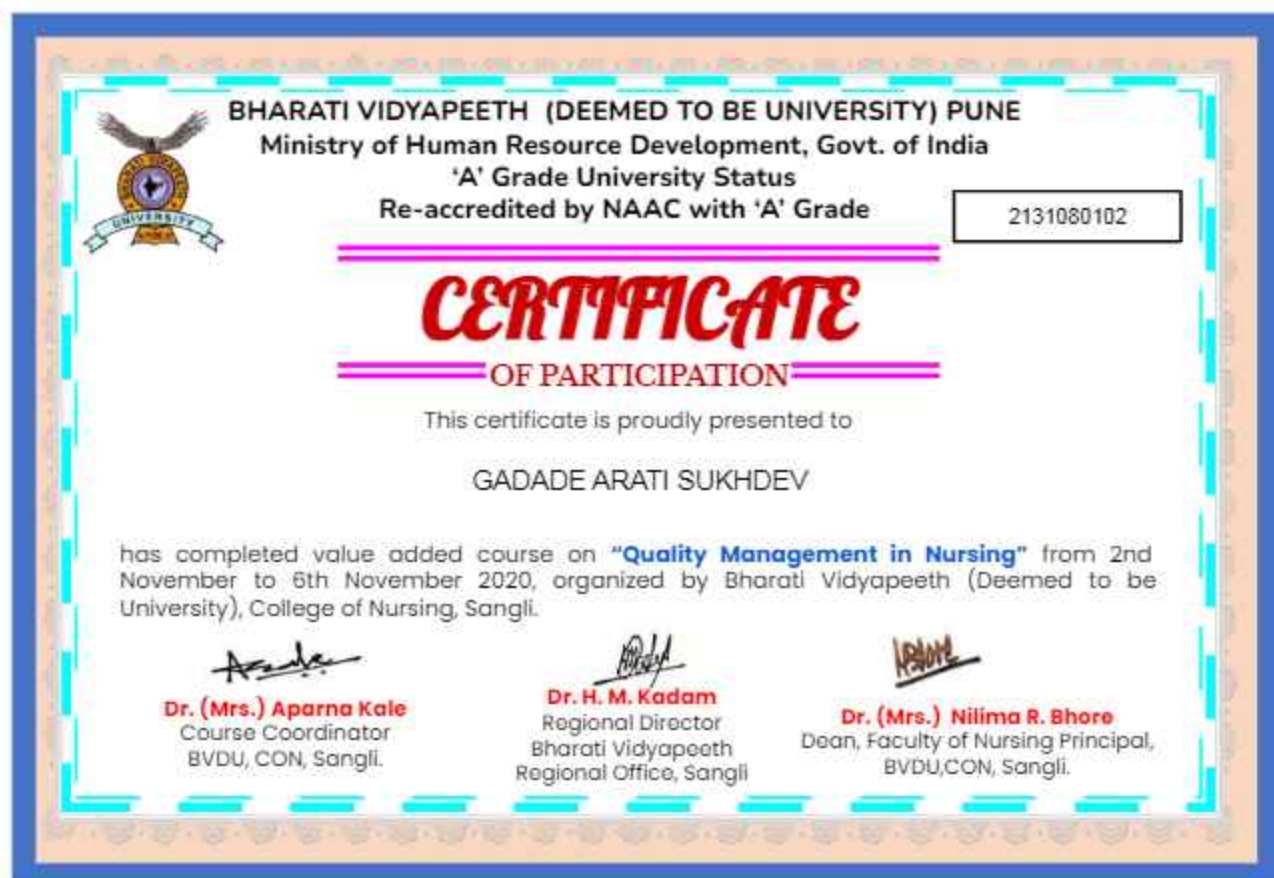 BHARATI VIDYAPEETH (DEEMED TO BE UNIVERSITY) PUNE
Ministry of Human Resource Development, Govt. of India
‘A’ Grade University Status
Re-accredited by NAAC with ‘A’ Grade
2131080102
BHARATI VIDYAPEETH
UNIVERSITY
CERTIFICATE
OF PARTICIPATION
This certificate is proudly presented to
GADADE ARATI SUKHDEV
has completed value added course on “Quality Management in Nursing” from 2nd
November to 6th November 2020, organized by Bharati Vidyapeeth (Deemed to be
University), College of Nursing, Sangli.
Dr. (Mrs.) Aparna Kale
Course Coordinator
BVDU, CON, Sangli.
Dr. H. M. Kadam
Regional Director
Bharati Vidyapeeth
Regional Office, Sangli
Dr. (Mrs.) Nilima R. Bhore
Dean, Faculty of Nursing Principal,
BVDU,CON, Sangli.